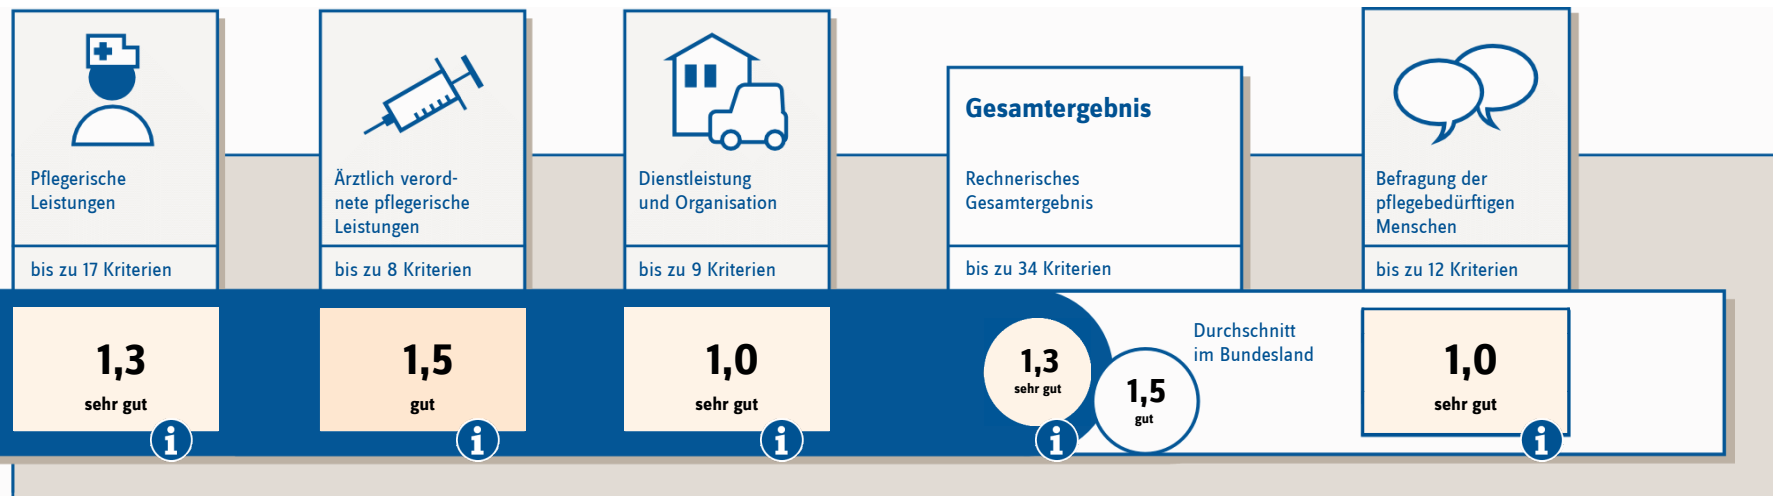 Pflegerische
Leistungen
bis zu 17 Kriterien
1,3
sehr gut
i
Ärztlich verord-
nete pflegerische
Leistungen
bis zu 8 Kriterien
1,5
gut
i
Dienstleistung
und Organisation
bis zu 9 Kriterien
1,0
sehr gut
i
Gesamtergebnis
Rechnerisches
Gesamtergebnis
bis zu 34 Kriterien
1,3
sehr gut
i
1,5
gut
Durchschnitt
im Bundesland
Befragung der
pflegebedürftigen
Menschen
bis zu 12 Kriterien
1,0
sehr gut
i